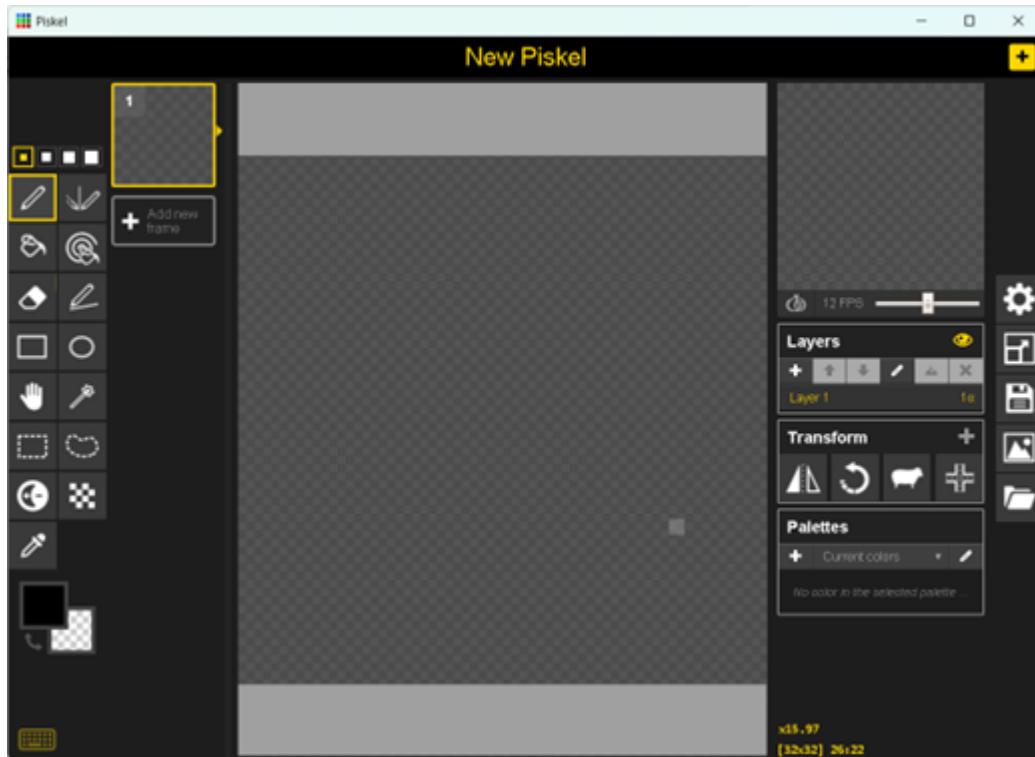 Piskel
New Piskel
1
Add new
frame
12 FPS
Layers
Layer 1
1α
Transform
Palettes
Current colors
No color in the selected palette ...
x15.97
[32x32] 26:22